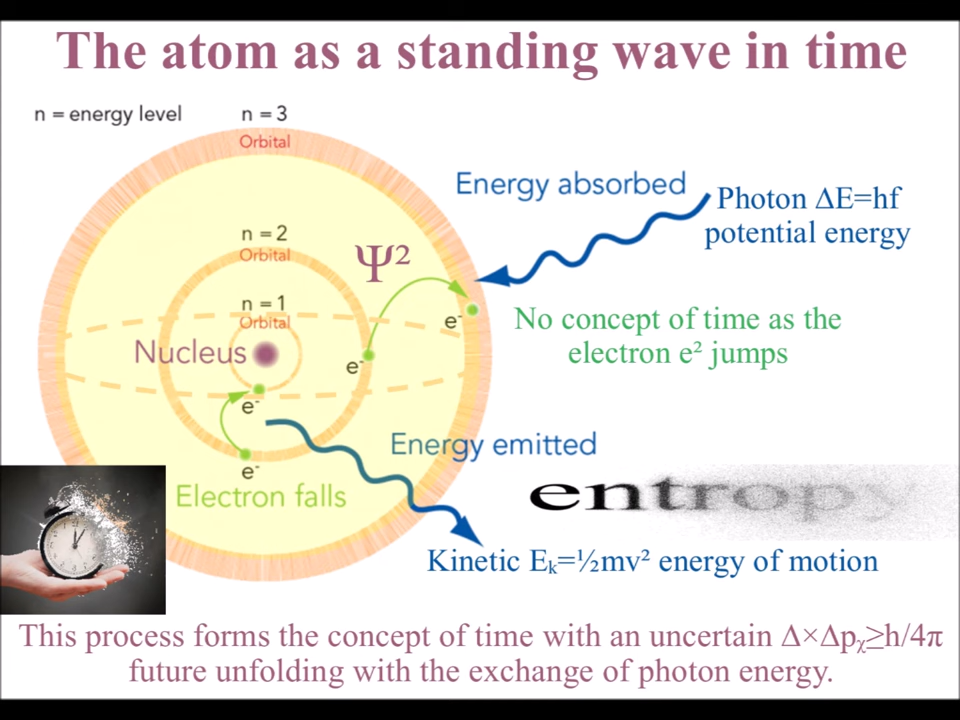 The atom as a standing wave in time
n = energy level
n = 3
Orbital
Energy absorbed
Photon ΔE=hf
potential energy
n = 2
Orbital
Ψ²
n = 1
Orbital
e⁻
No concept of time as the
electron e² jumps
Nucleus
e⁻
e⁻
Energy emitted
e⁻
Electron falls
entropy
Kinetic Eₖ=½mv² energy of motion
This process forms the concept of time with an uncertain Δ×Δpᵪ≥h/4π
future unfolding with the exchange of photon energy.